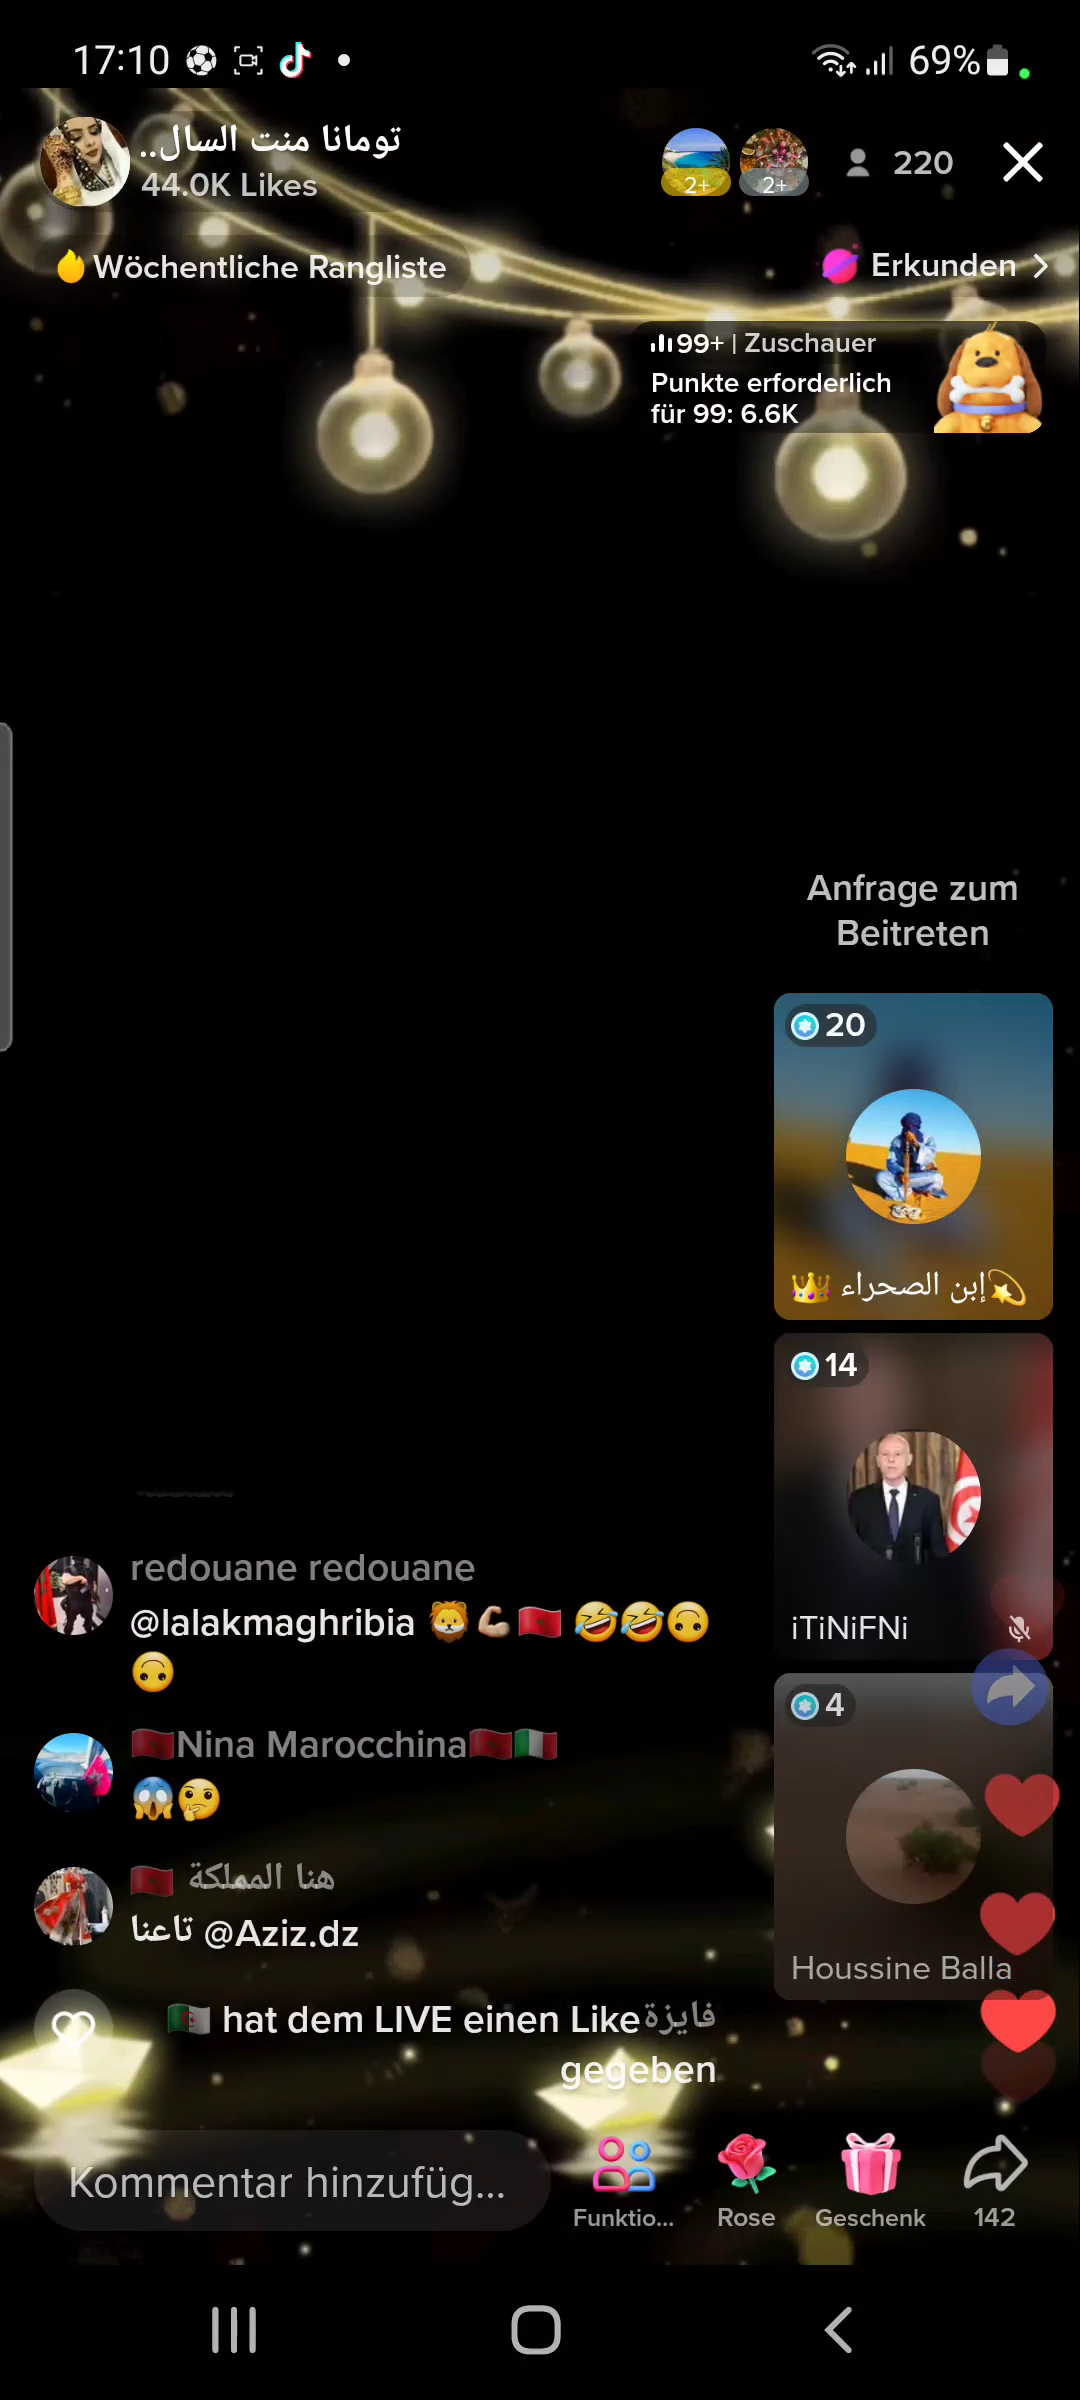 17:10
69%
تومانا منت السال..
44.0K Likes
2+
2+
220
Wöchentliche Rangliste
Erkunden
99+ | Zuschauer
Punkte erforderlich
für 99: 6.6K
Anfrage zum
Beitreten
20
إبن الصحراء
14
iTiNiFNi
4
Houssine Balla
redouane redouane
@lalakmaghribia 🦁💪🏼🇲🇦 🤣🤣🙃
🙃
🇲🇦Nina Marocchina🇲🇦🇮🇹
😱🤔
هنا المملكة 🇲🇦
تاعنا @Aziz.dz
فايزة🇩🇿 hat dem LIVE einen Like
gegeben
Kommentar hinzufüg...
Funktio...
Rose
Geschenk
142